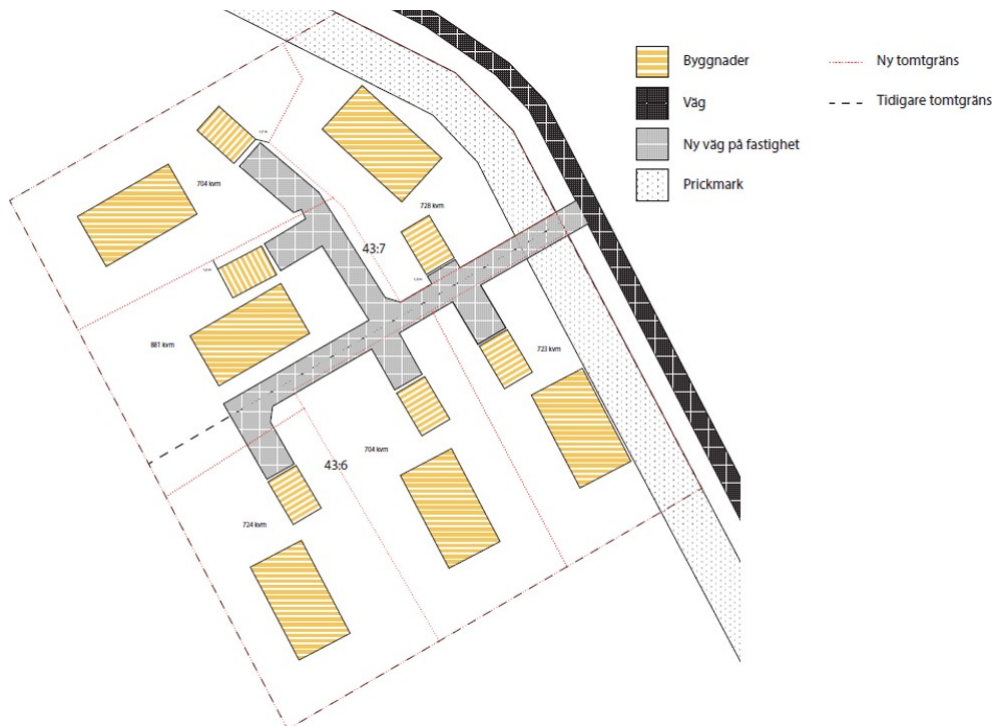 Byggnader
Väg
Ny väg på fastighet
Prickmark
Ny tomtgräns
Tidigare tomtgräns
704 kvm
728 kvm
43:7
881 kvm
723 kvm
704 kvm
43:6
724 kvm